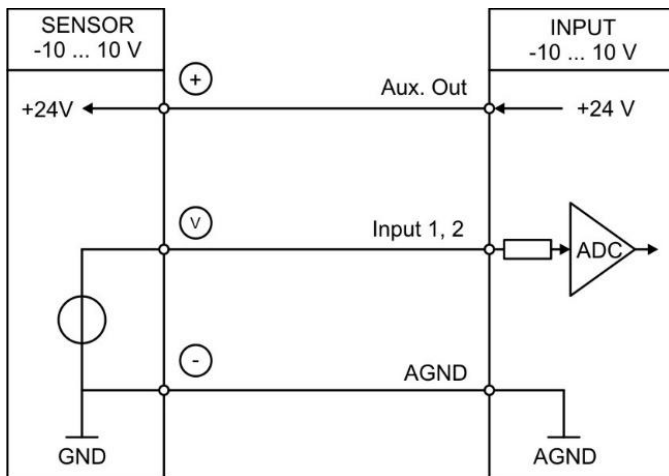 SENSOR
-10 ... 10 V
INPUT
-10 ... 10 V
+
Aux. Out
+24V
+24 V
V
Input 1, 2
ADC
-
AGND
GND
AGND